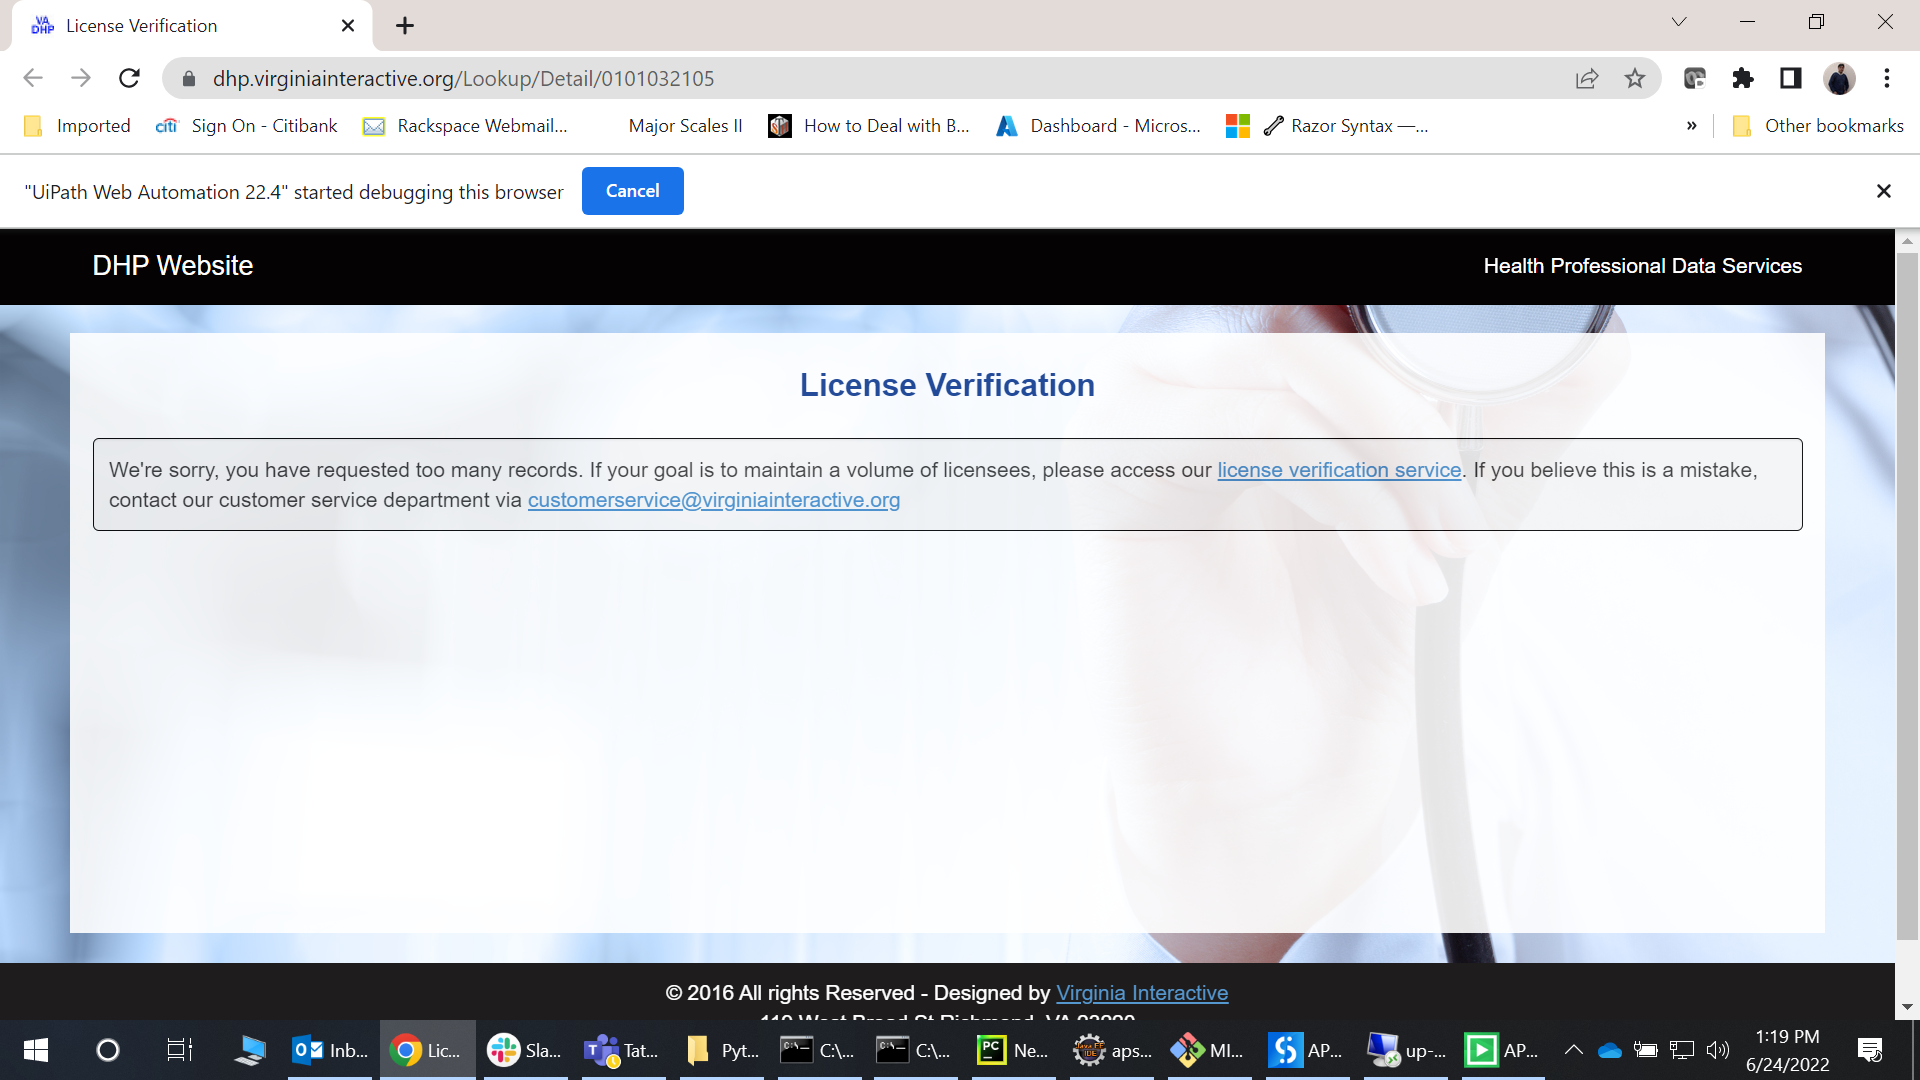 VA DHP License Verification
dhp.virginiainteractive.org/Lookup/Detail/0101032105
Imported citi Sign On - Citibank Rackspace Webmail... Major Scales II How to Deal with B... Dashboard - Micros... Razor Syntax —... » Other bookmarks
"UiPath Web Automation 22.4" started debugging this browser Cancel
DHP Website Health Professional Data Services
License Verification
We're sorry, you have requested too many records. If your goal is to maintain a volume of licensees, please access our license verification service. If you believe this is a mistake,
contact our customer service department via customerservice@virginiainteractive.org
© 2016 All rights Reserved - Designed by Virginia Interactive
Inb... Lic... Sla... Tat... Pyt... C:\... C:\... PC Ne... aps... MI... AP... up-... AP... 1:19 PM
6/24/2022